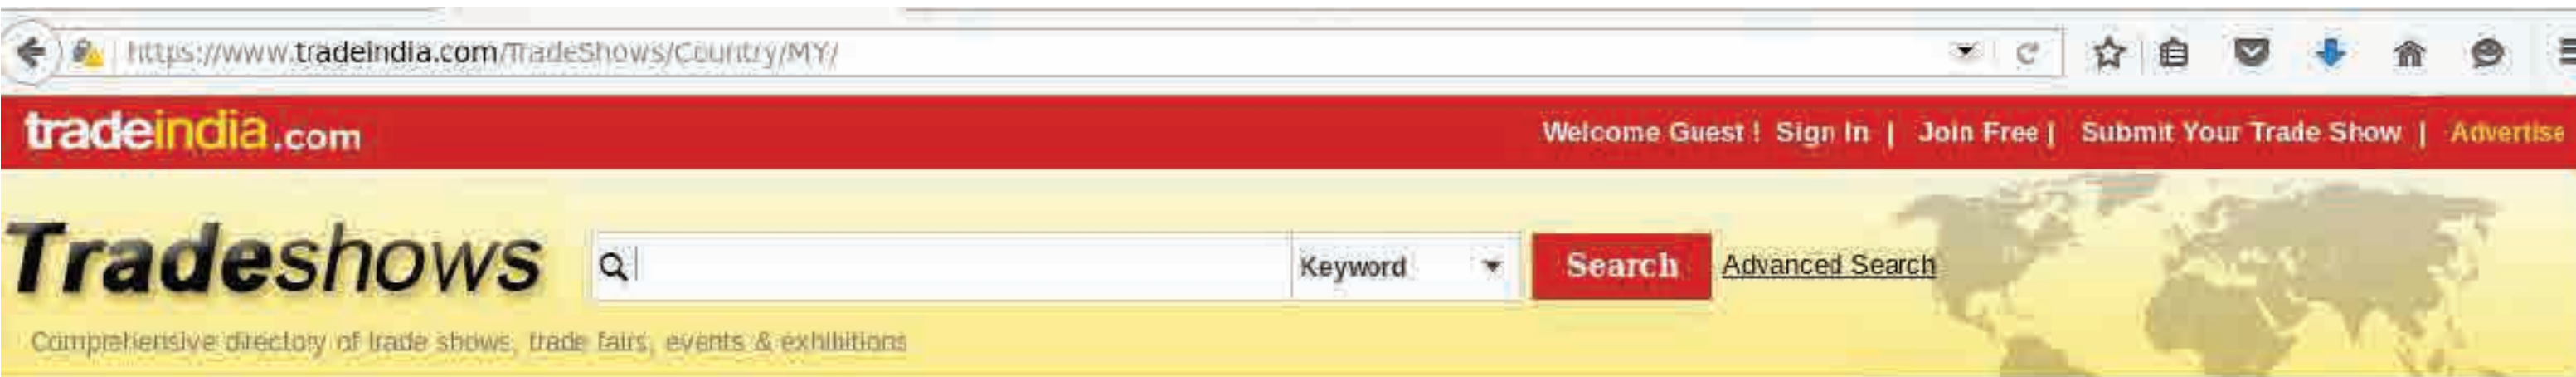 https://www.tradeindia.com/TradeShows/Country/MY/
tradeindia.com
Welcome Guest ! Sign In | Join Free | Submit Your Trade Show | Advertise
Tradeshows
Keyword
Search
Advanced Search
Comprehensive directory of trade shows, trade fairs, events & exhibitions